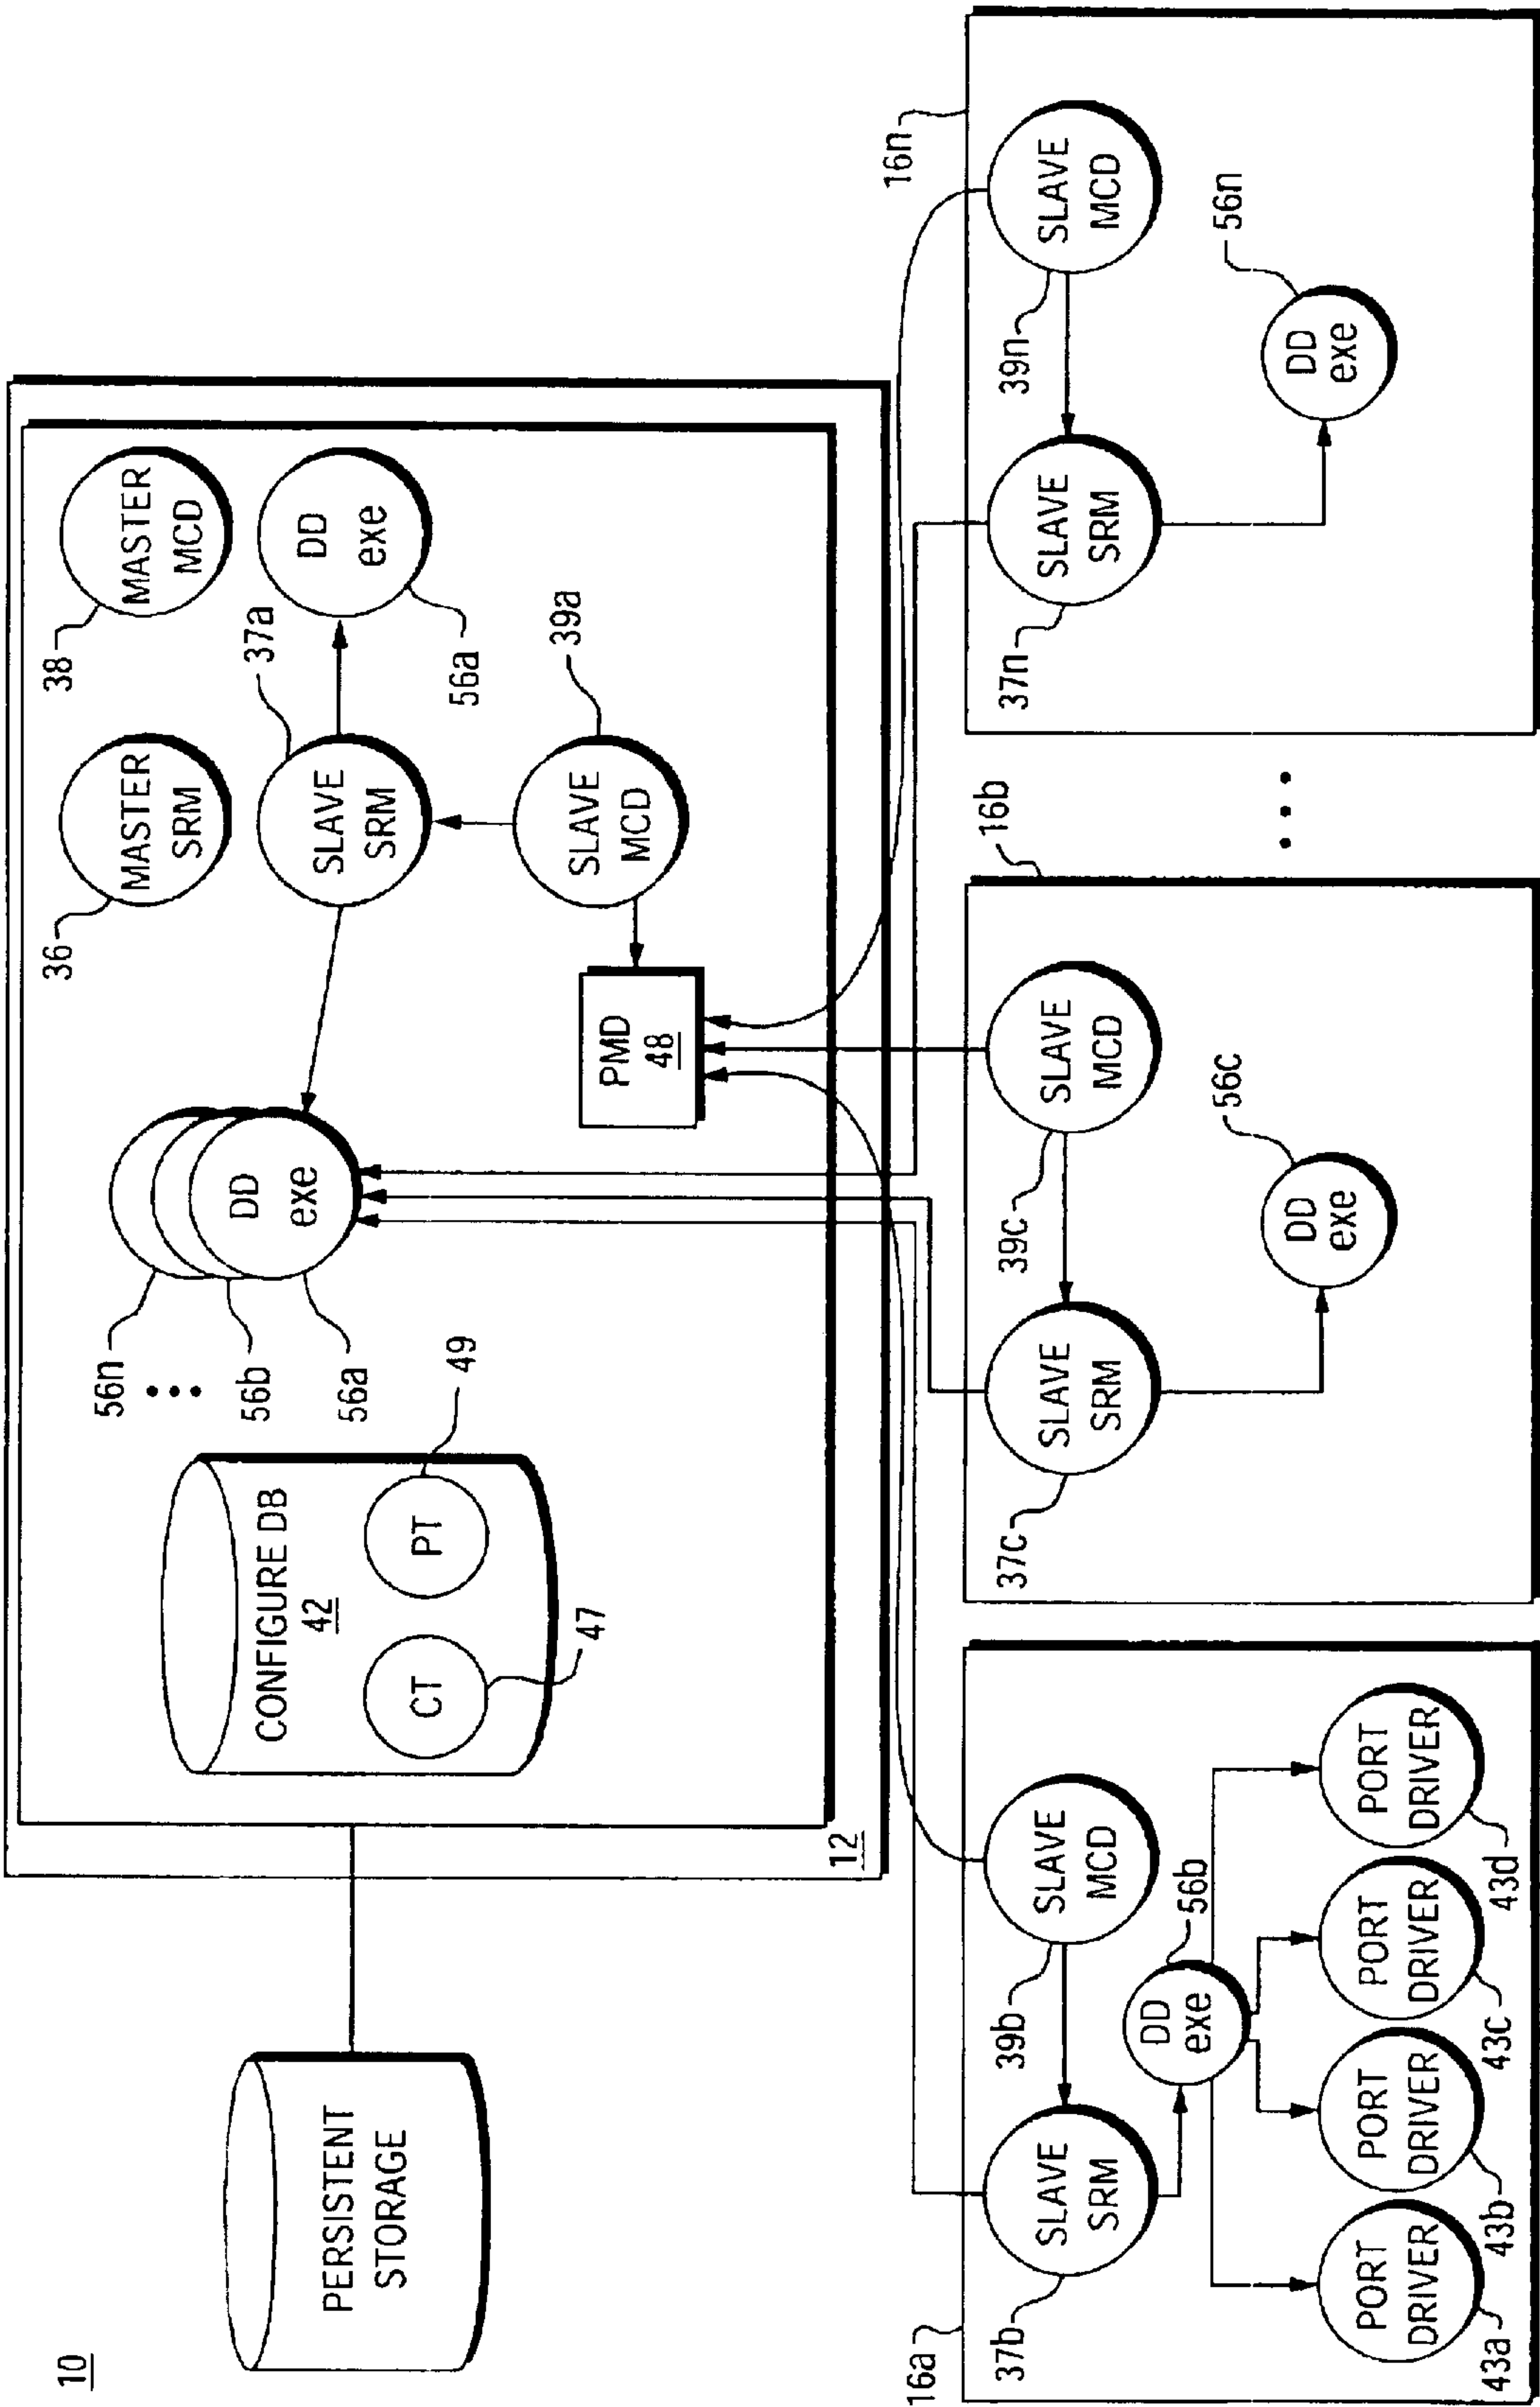 10
PERSISTENT
STORAGE
12
CONFIGURE DB
42
CT
47
PT
49
56n
56b
56a
DD
exe
36
MASTER
SRM
38
MASTER
MCD
37a
SLAVE
SRM
DD
exe
56a
39a
SLAVE
MCD
PMD
48
16a
SLAVE
SRM
37b
39b
SLAVE
MCD
DD
exe
56b
PORT
DRIVER
43a
PORT
DRIVER
43b
PORT
DRIVER
43c
PORT
DRIVER
43d
16b
SLAVE
SRM
37c
39c
SLAVE
MCD
DD
exe
56c
16n
SLAVE
SRM
37n
39n
SLAVE
MCD
DD
exe
56n